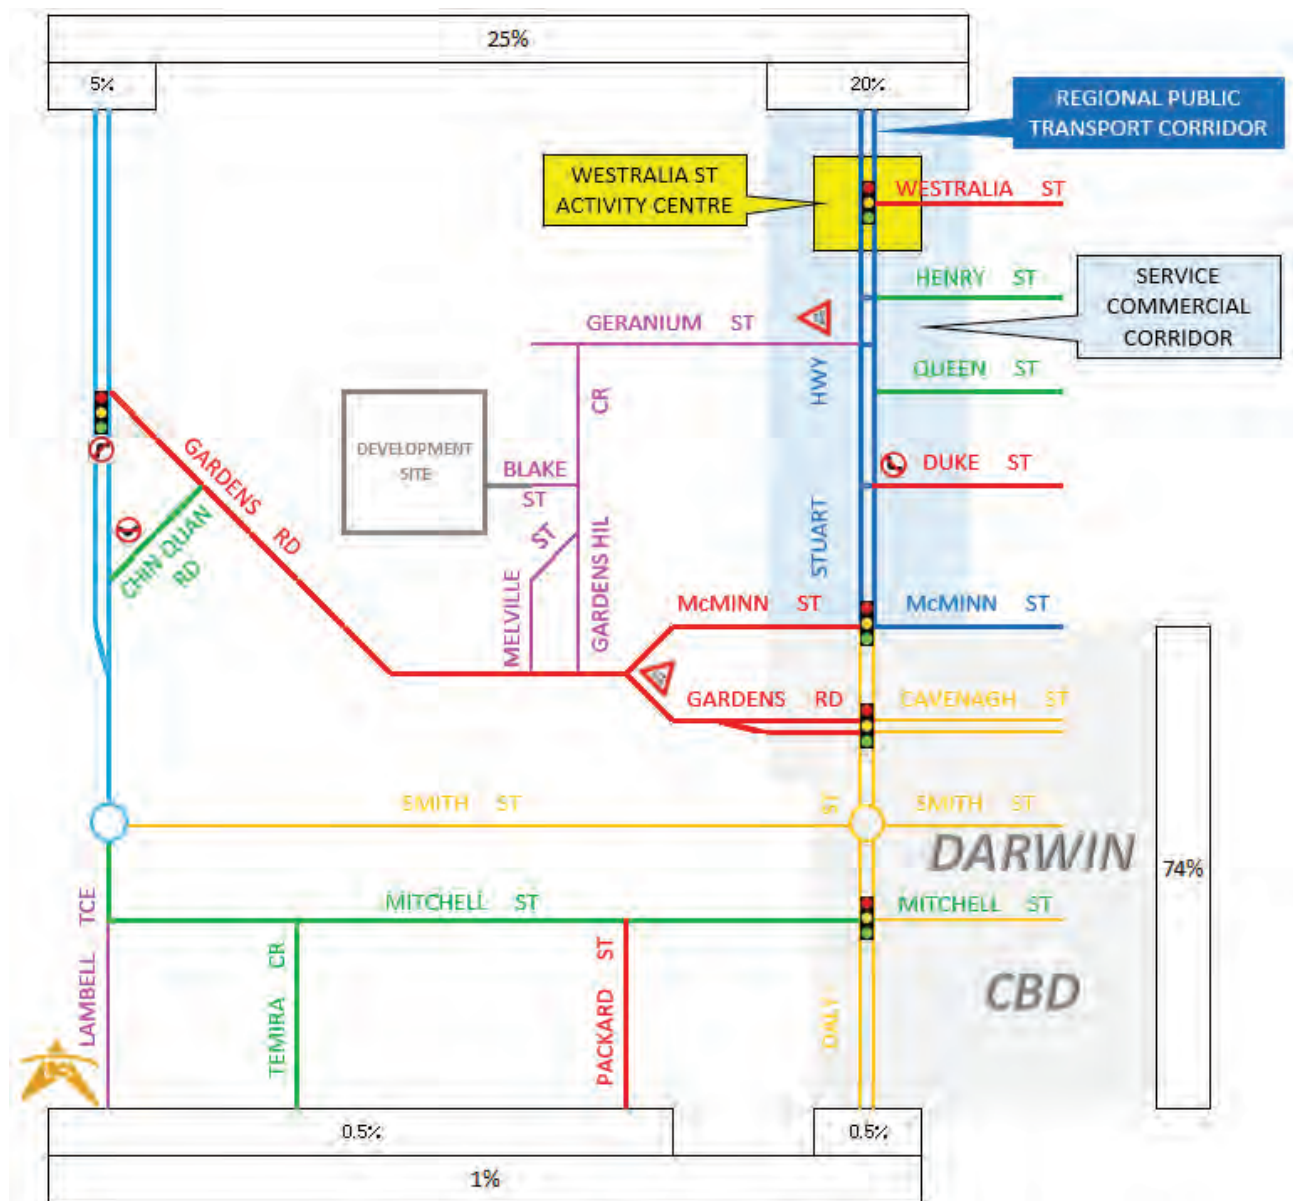 25%
5%
20%
REGIONAL PUBLIC
TRANSPORT CORRIDOR
WESTRALIA ST
ACTIVITY CENTRE
WESTRALIA ST
HENRY ST
SERVICE
COMMERCIAL
CORRIDOR
GERANIUM ST
QUEEN ST
HWY
CR
GARDENS RD
DEVELOPMENT
SITE
BLAKE
ST
DUKE ST
STUART
CHIN QUAN
RD
ST
MELVILLE
GARDENS HIL
McMINN ST
McMINN ST
GARDENS RD
CAVENAGH ST
SMITH ST
ST
SMITH ST
DARWIN
74%
LAMBELL TCE
MITCHELL ST
MITCHELL ST
TEMIRA CR
PACKARD ST
DALY
CBD
0.5%
0.5%
1%